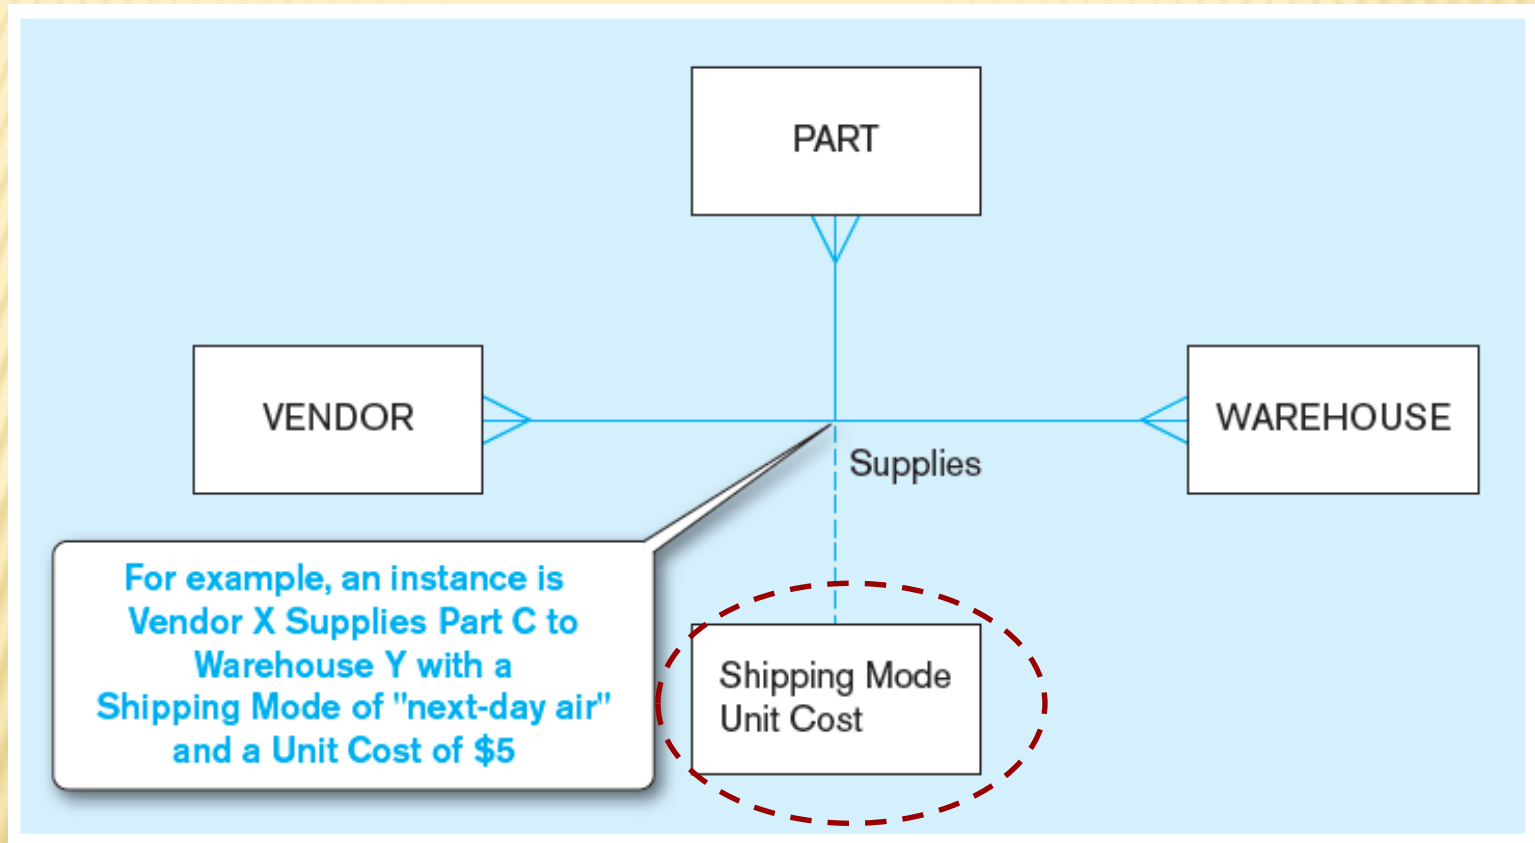 PART
VENDOR
WAREHOUSE
Supplies
For example, an instance is
Vendor X Supplies Part C to
Warehouse Y with a
Shipping Mode of "next-day air"
and a Unit Cost of $5
Shipping Mode
Unit Cost